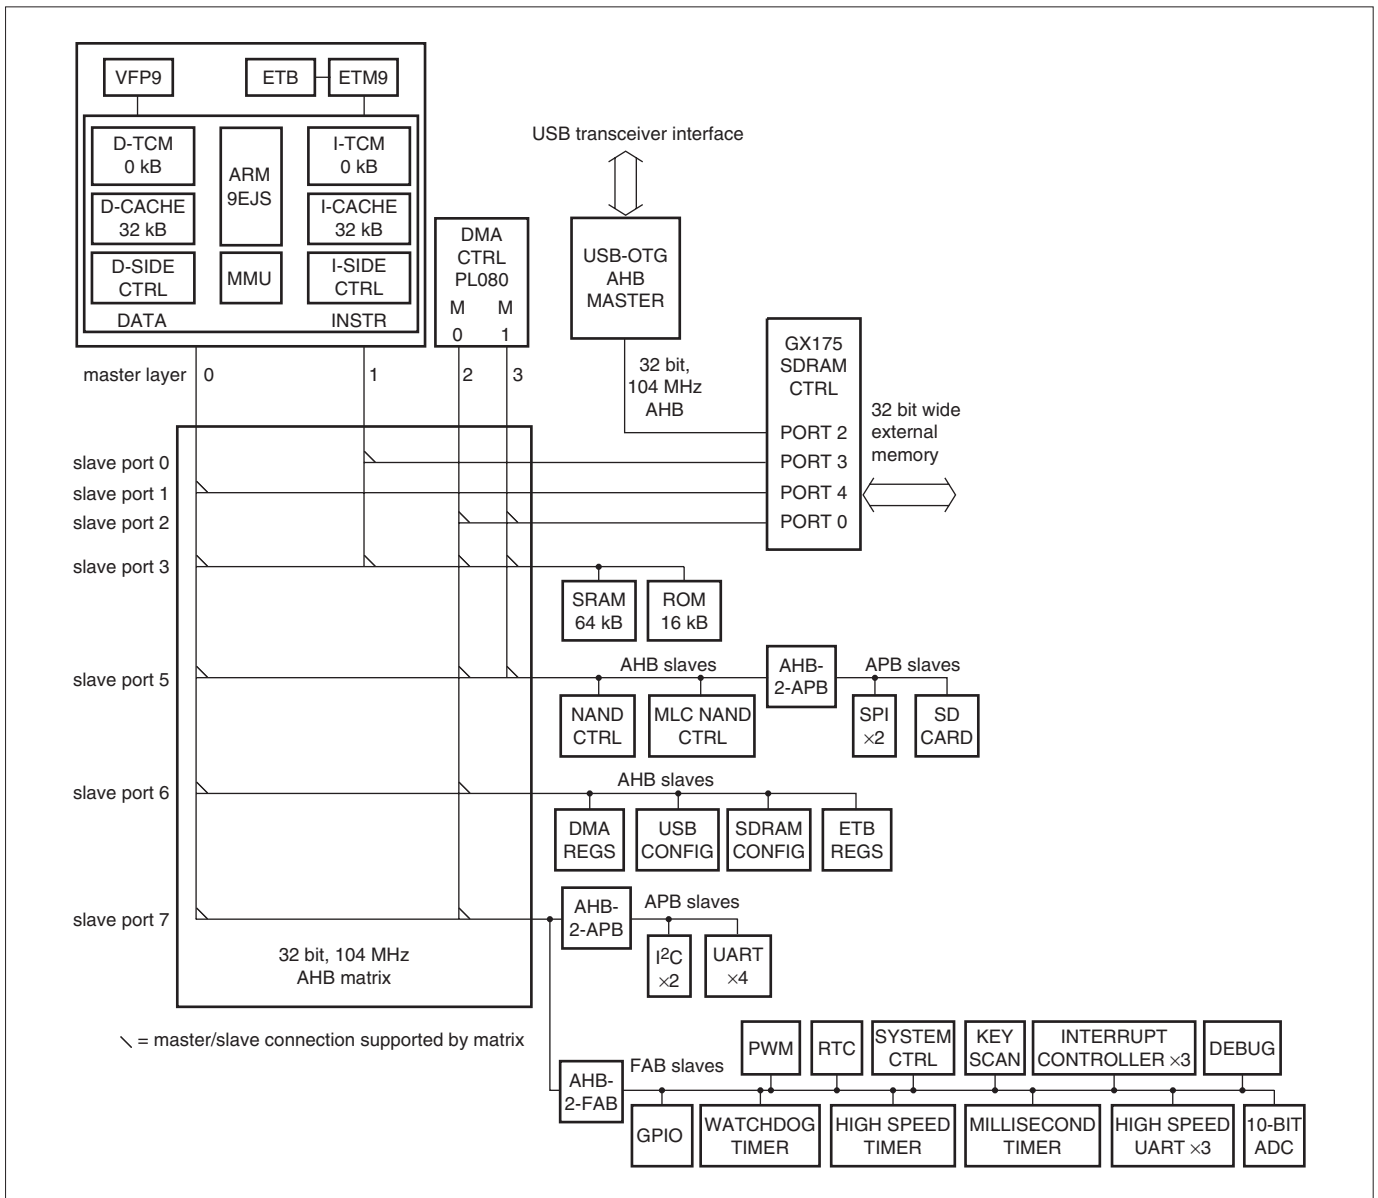 VFP9
ETB
ETM9
D-TCM
0 kB
ARM
9EJS
I-TCM
0 kB
D-CACHE
32 kB
I-CACHE
32 kB
D-SIDE
CTRL
MMU
I-SIDE
CTRL
DATA
INSTR
DMA
CTRL
PL080
M
0
M
1
USB transceiver interface
USB-OTG
AHB
MASTER
32 bit,
104 MHz
AHB
GX175
SDRAM
CTRL
PORT 2
PORT 3
PORT 4
PORT 0
32 bit wide
external
memory
master layer
0
1
2
3
slave port 0
slave port 1
slave port 2
slave port 3
SRAM
64 kB
ROM
16 kB
slave port 5
AHB slaves
AHB-
2-APB
APB slaves
NAND
CTRL
MLC NAND
CTRL
SPI
×2
SD
CARD
slave port 6
AHB slaves
DMA
REGS
USB
CONFIG
SDRAM
CONFIG
ETB
REGS
slave port 7
AHB-
2-APB
APB slaves
I²C
×2
UART
×4
32 bit, 104 MHz
AHB matrix
= master/slave connection supported by matrix
AHB-
2-FAB
FAB slaves
PWM
RTC
SYSTEM
CTRL
KEY
SCAN
INTERRUPT
CONTROLLER ×3
DEBUG
GPIO
WATCHDOG
TIMER
HIGH SPEED
TIMER
MILLISECOND
TIMER
HIGH SPEED
UART ×3
10-BIT
ADC